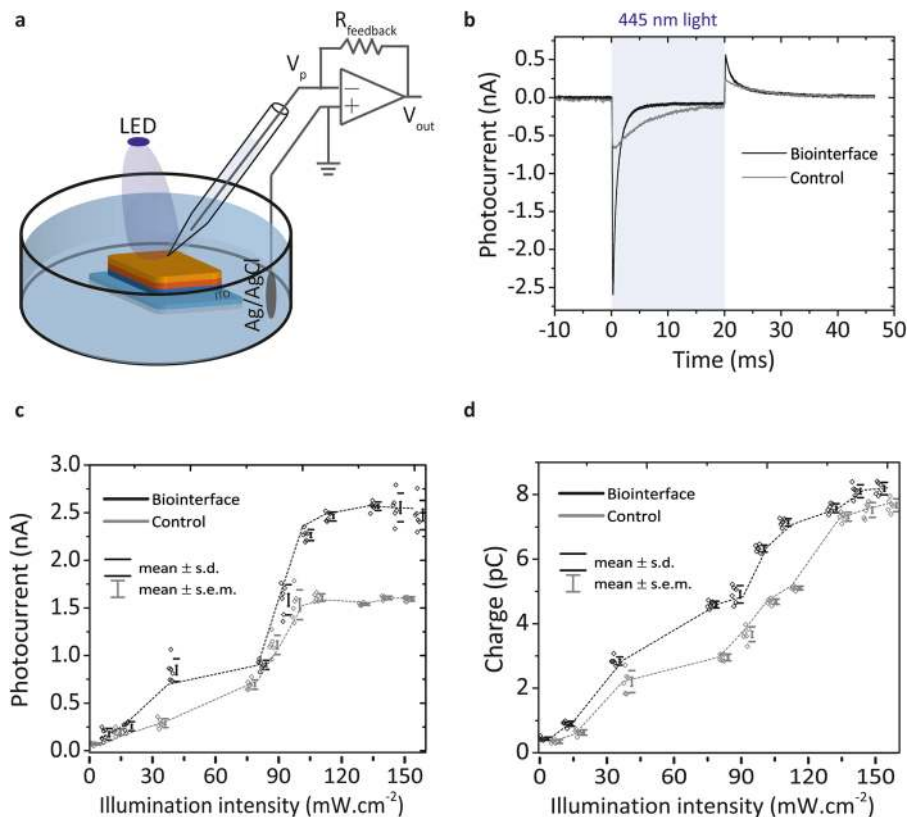 a
R feedback
V p
−
+
V out
LED
ITO
Ag/AgCl
b
445 nm light
Photocurrent (nA)
0.5
0.0
-0.5
-1.0
-1.5
-2.0
-2.5
Biointerface
Control
-10 0 10 20 30 40 50
Time (ms)
c
Photocurrent (nA)
3.0
2.5
2.0
1.5
1.0
0.5
0.0
Biointerface
Control
mean ± s.d.
mean ± s.e.m.
0 30 60 90 120 150
Illumination intensity (mW.cm-2)
d
Charge (pC)
8
6
4
2
0
Biointerface
Control
mean ± s.d.
mean ± s.e.m.
0 30 60 90 120 150
Illumination intensity (mW.cm-2)